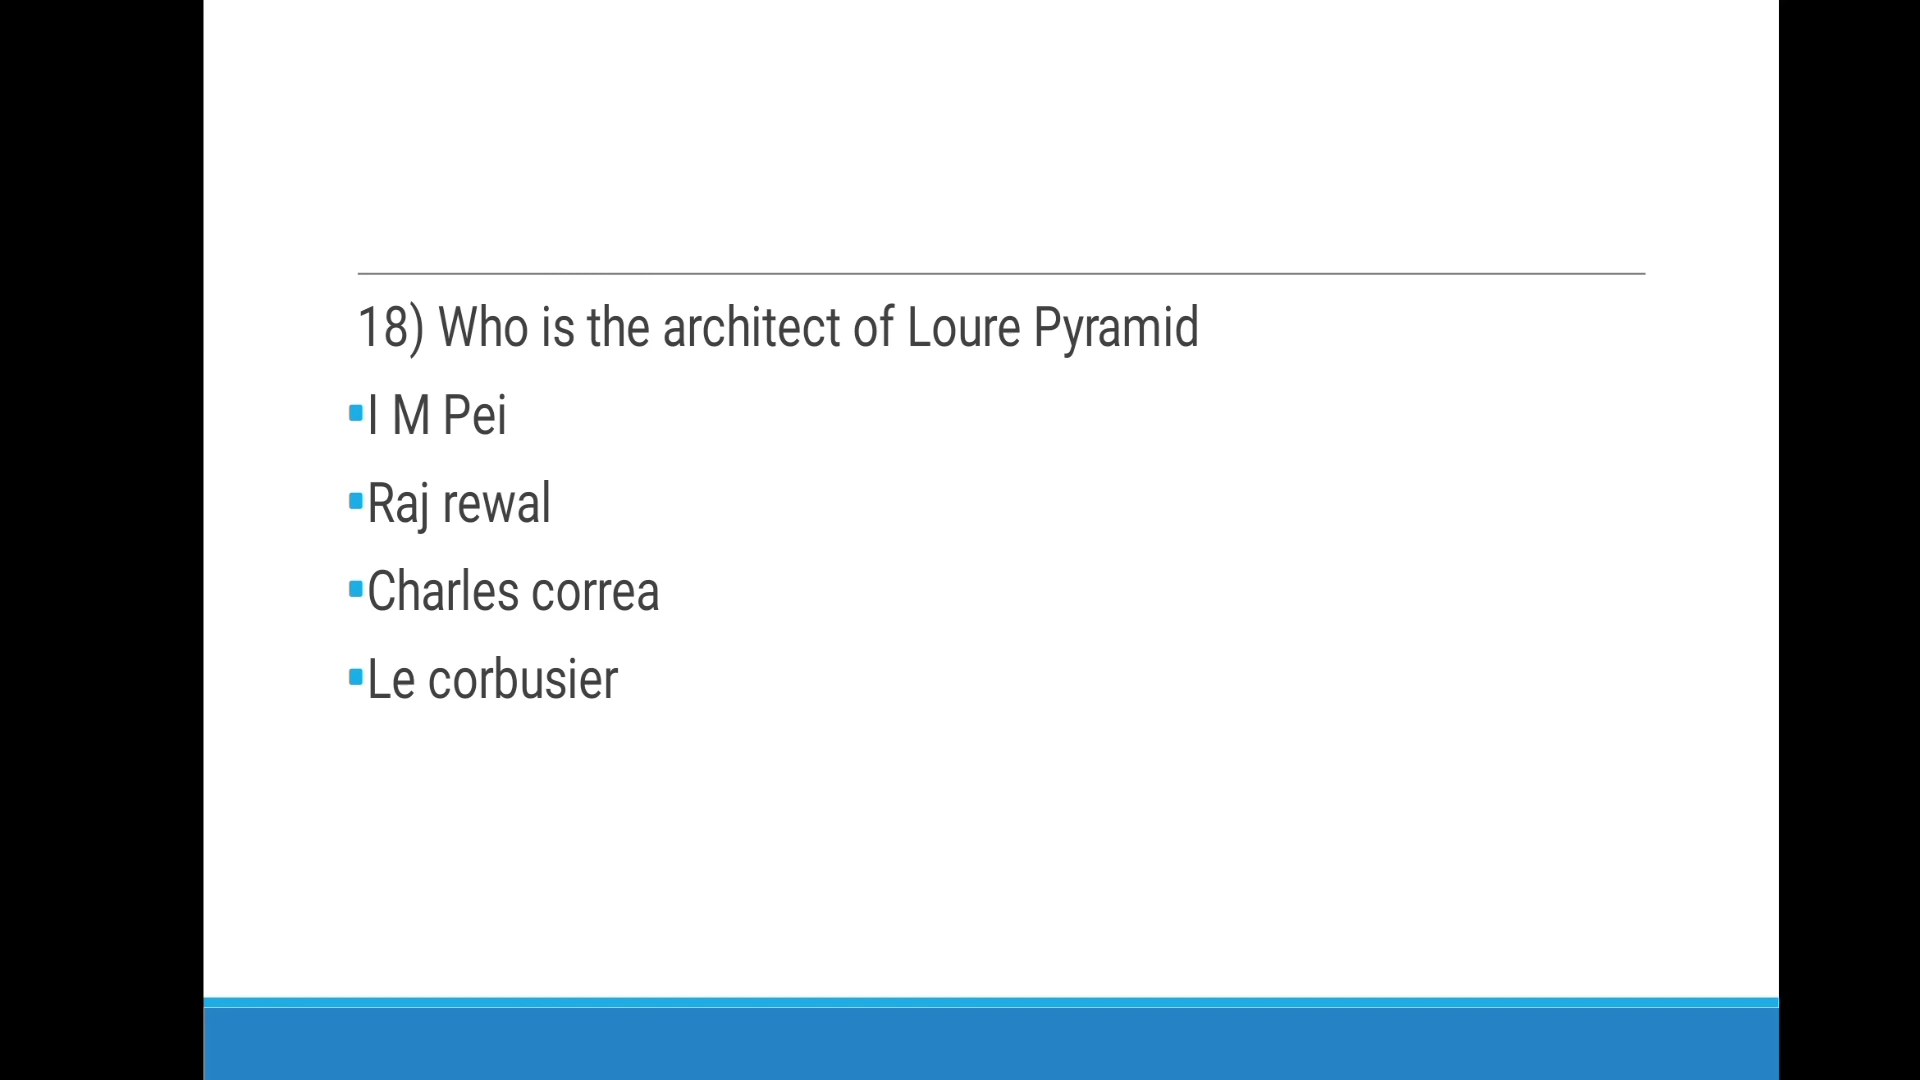 18) Who is the architect of Loure Pyramid
▪I M Pei
▪Raj rewal
▪Charles correa
▪Le corbusier